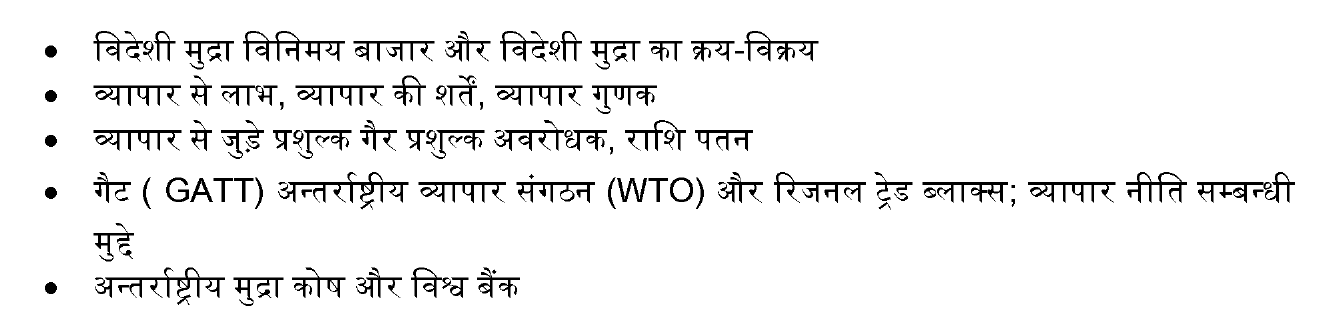 • विदेशी मुद्रा विनिमय बाजार और विदेशी मुद्रा का क्रय-विक्रय
• व्यापार से लाभ, व्यापार की शर्तें, व्यापार गुणक
• व्यापार से जुड़े प्रशुल्क गैर प्रशुल्क अवरोधक, राशि पतन
• गैट ( GATT) अन्तर्राष्ट्रीय व्यापार संगठन (WTO) और रिजनल ट्रेड ब्लाक्स; व्यापार नीति सम्बन्धी
मुद्दे
• अन्तर्राष्ट्रीय मुद्रा कोष और विश्व बैंक